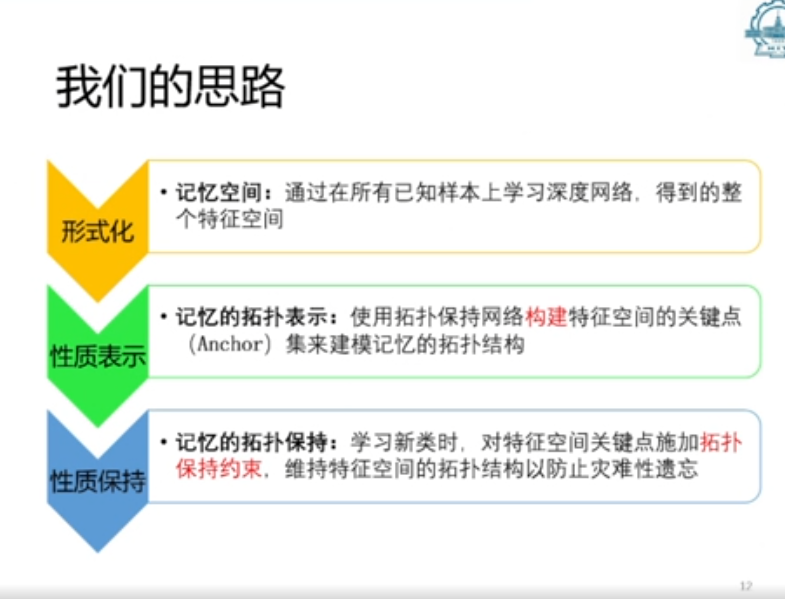 我们的思路
形式化
• 记忆空间：通过在所有已知样本上学习深度网络，得到的整
个特征空间
性质表示
• 记忆的拓扑表示：使用拓扑保持网络构建特征空间的关键点
（Anchor）集来建模记忆的拓扑结构
性质保持
• 记忆的拓扑保持：学习新类时，对特征空间关键点施加拓扑
保持约束，维持特征空间的拓扑结构以防止灾难性遗忘
12